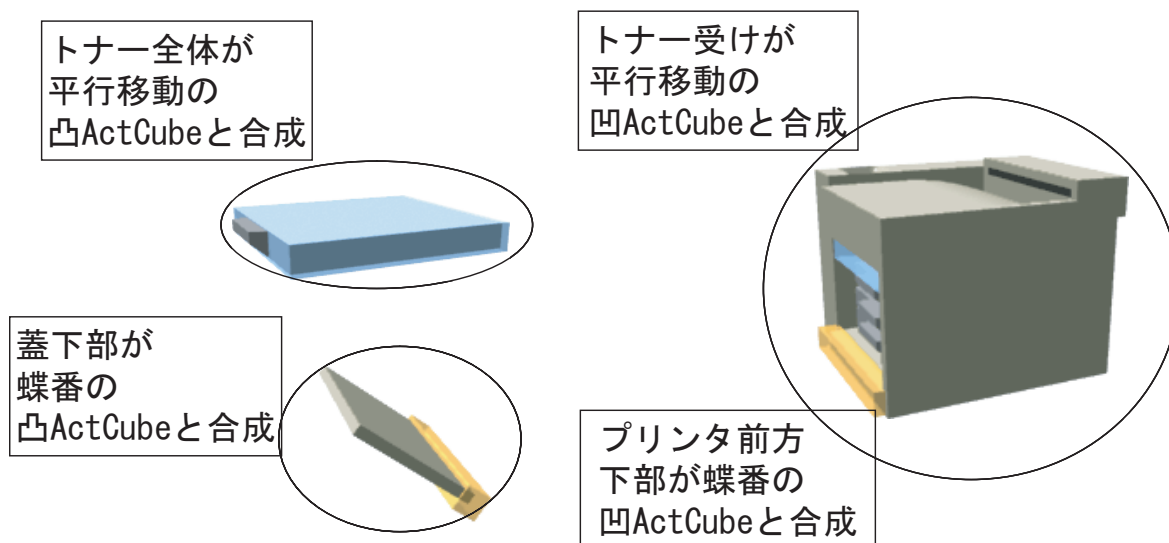 トナー全体が
平行移動の
凸ActCubeと合成
トナー受けが
平行移動の
凹ActCubeと合成
蓋下部が
蝶番の
凸ActCubeと合成
プリンタ前方
下部が蝶番の
凹ActCubeと合成